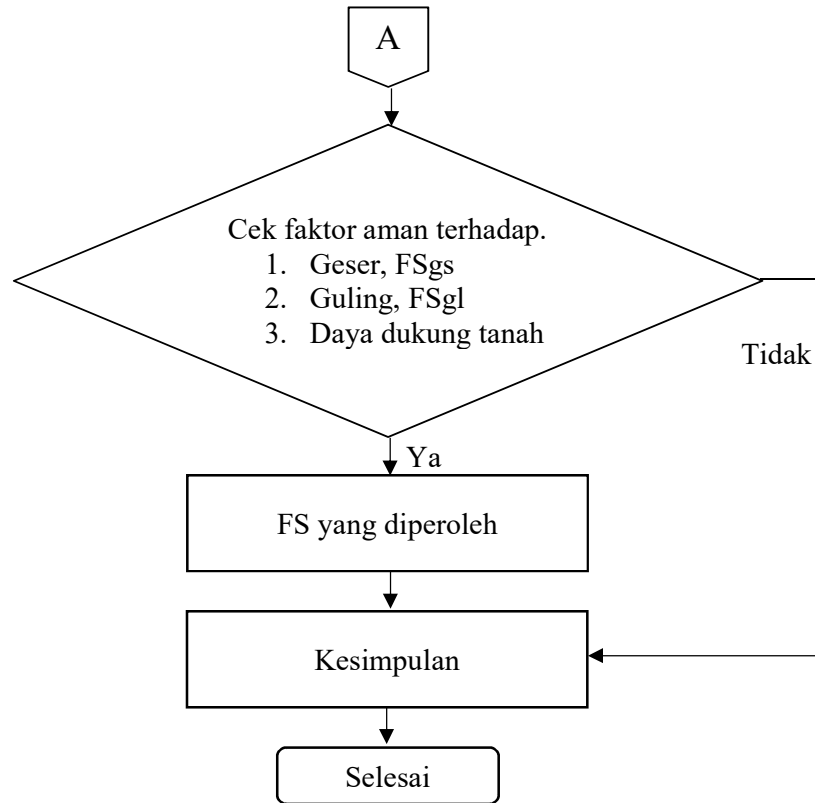 A
Cek faktor aman terhadap.
1. Geser, FSgs
2. Guling, FSgl
3. Daya dukung tanah
Tidak
Ya
FS yang diperoleh
Kesimpulan
Selesai